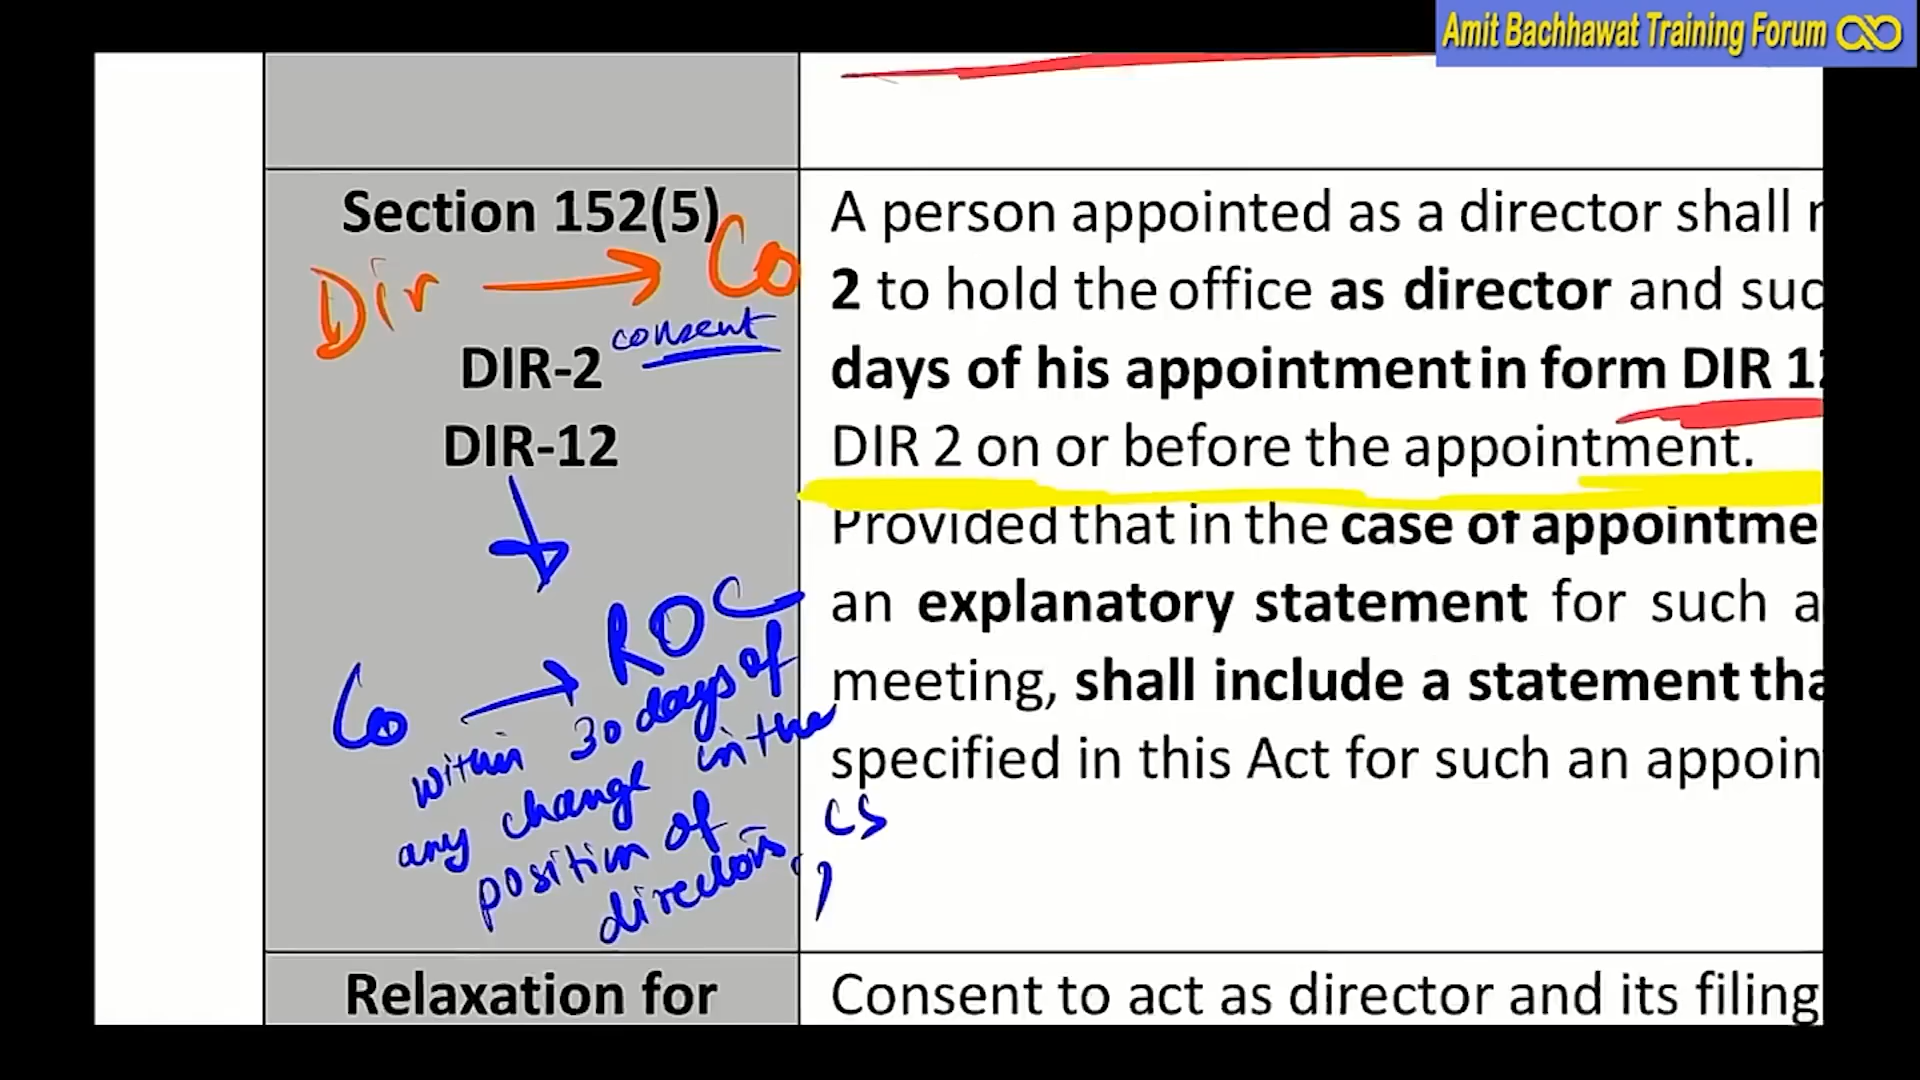 Amit Bachhawat Training Forum
Section 152(5)
Dir → Co
consent
DIR-2
DIR-12
Co → ROC
within 30 days of
any change in the
position of
directors, CS
A person appointed as a director shall
2 to hold the office as director and suc
days of his appointment in form DIR 12
DIR 2 on or before the appointment.
Provided that in the case of appointme
an explanatory statement for such a
meeting, shall include a statement tha
specified in this Act for such an appoin
Relaxation for
Consent to act as director and its filing